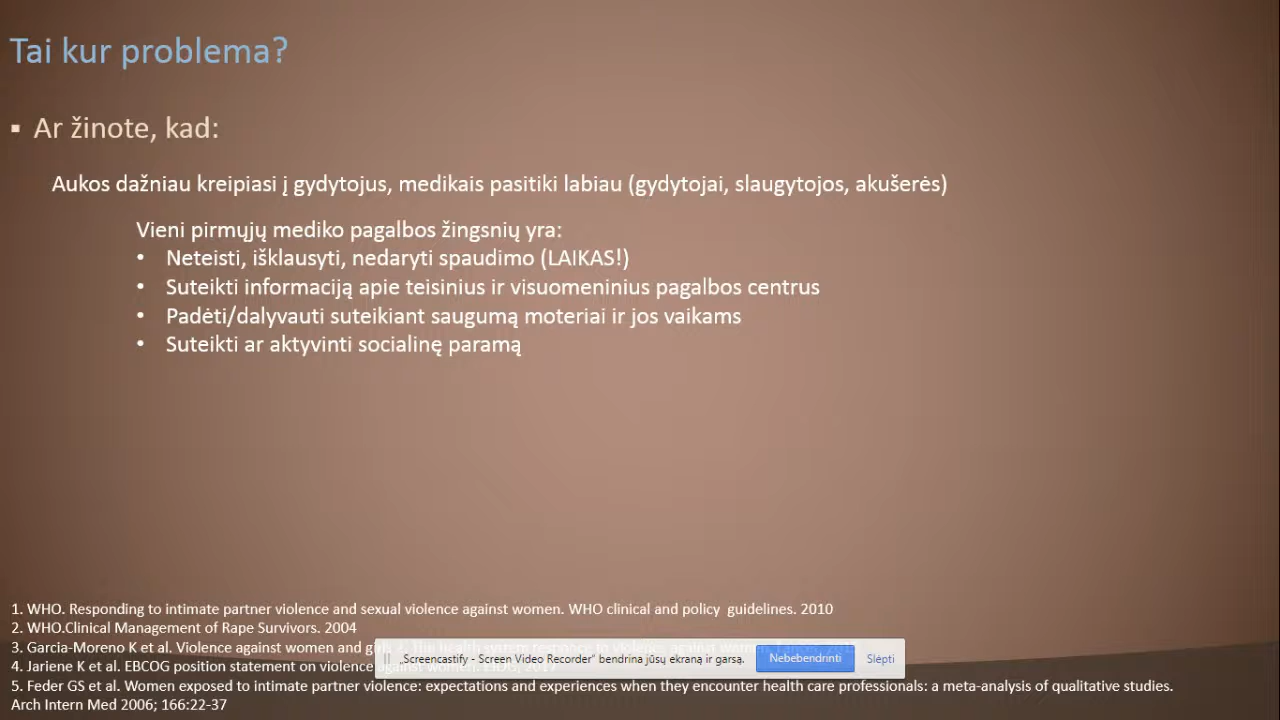 Tai kur problema?
▪ Ar žinote, kad:
Aukos dažniau kreipiasi į gydytojus, medikais pasitiki labiau (gydytojai, slaugytojos, akušerės)
Vieni pirmųjų mediko pagalbos žingsnių yra:
• Neteisti, išklausyti, nedaryti spaudimo (LAIKAS!)
• Suteikti informaciją apie teisinius ir visuomeninius pagalbos centrus
• Padėti/dalyvauti suteikiant saugumą moteriai ir jos vaikams
• Suteikti ar aktyvinti socialinę paramą
1. WHO. Responding to intimate partner violence and sexual violence against women. WHO clinical and policy guidelines. 2010
2. WHO.Clinical Management of Rape Survivors. 2004
3. Garcia-Moreno K et al. Violence against women and
4. Jariene K et al. EBCOG position statement on violence
„Screencastify - Screen Video Recorder“ bendrina jūsų ekraną ir garsą. Nebebendrinti Slėpti
5. Feder GS et al. Women exposed to intimate partner violence: expectations and experiences when they encounter health care professionals: a meta-analysis of qualitative studies.
Arch Intern Med 2006; 166:22-37